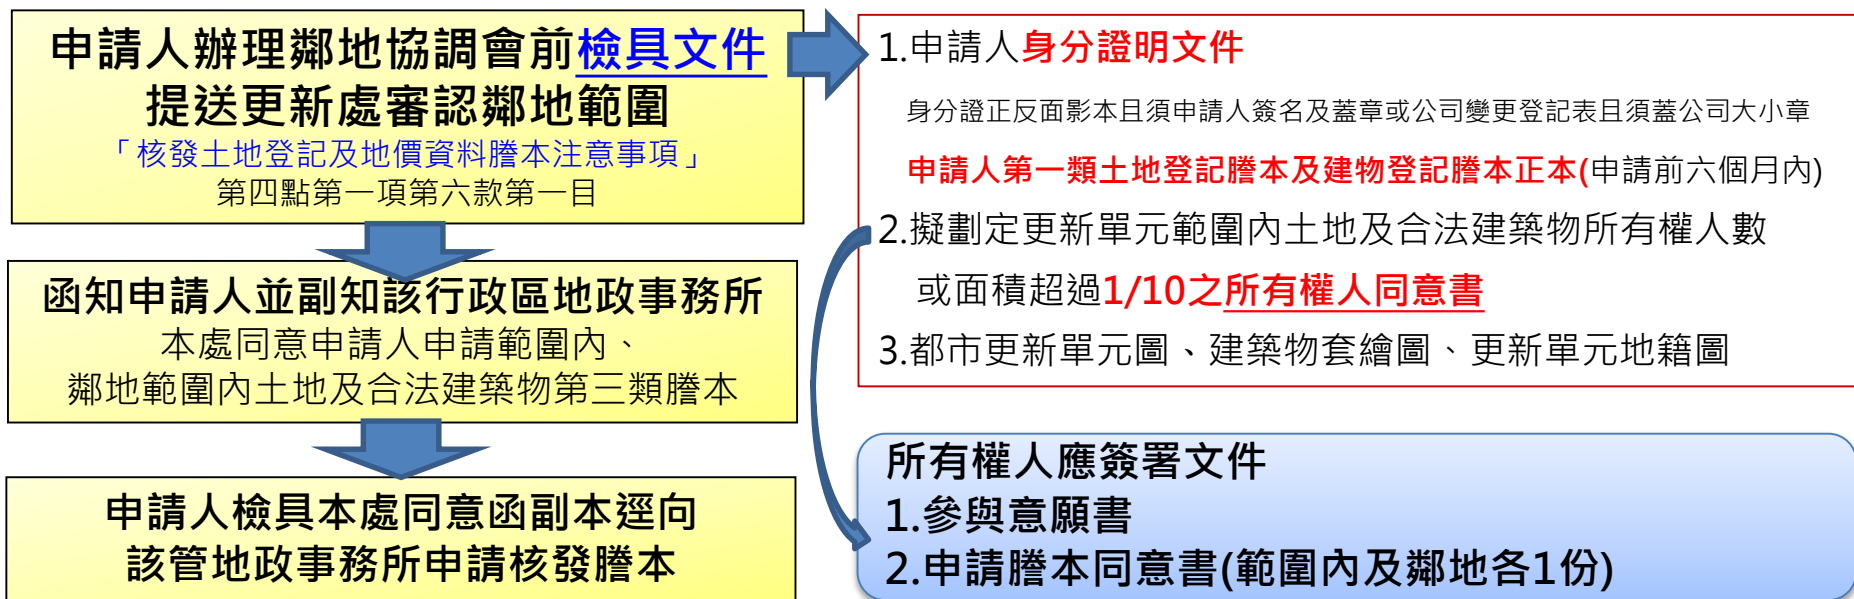 申請人辦理鄰地協調會前檢具文件
提送更新處審認鄰地範圍
「核發土地登記及地價資料謄本注意事項」
第四點第一項第六款第一目
函知申請人並副知該行政區地政事務所
本處同意申請人申請範圍內、
鄰地範圍內土地及合法建築物第三類謄本
申請人檢具本處同意函副本逕向
該管地政事務所申請核發謄本
1.申請人身分證明文件
身分證正反面影本且須申請人簽名及蓋章或公司變更登記表且須蓋公司大小章
申請人第一類土地登記謄本及建物登記謄本正本(申請前六個月內)
2.擬劃定更新單元範圍內土地及合法建築物所有權人數
或面積超過1/10之所有權人同意書
3.都市更新單元圖、建築物套繪圖、更新單元地籍圖
所有權人應簽署文件
1.參與意願書
2.申請謄本同意書(範圍內及鄰地各1份)